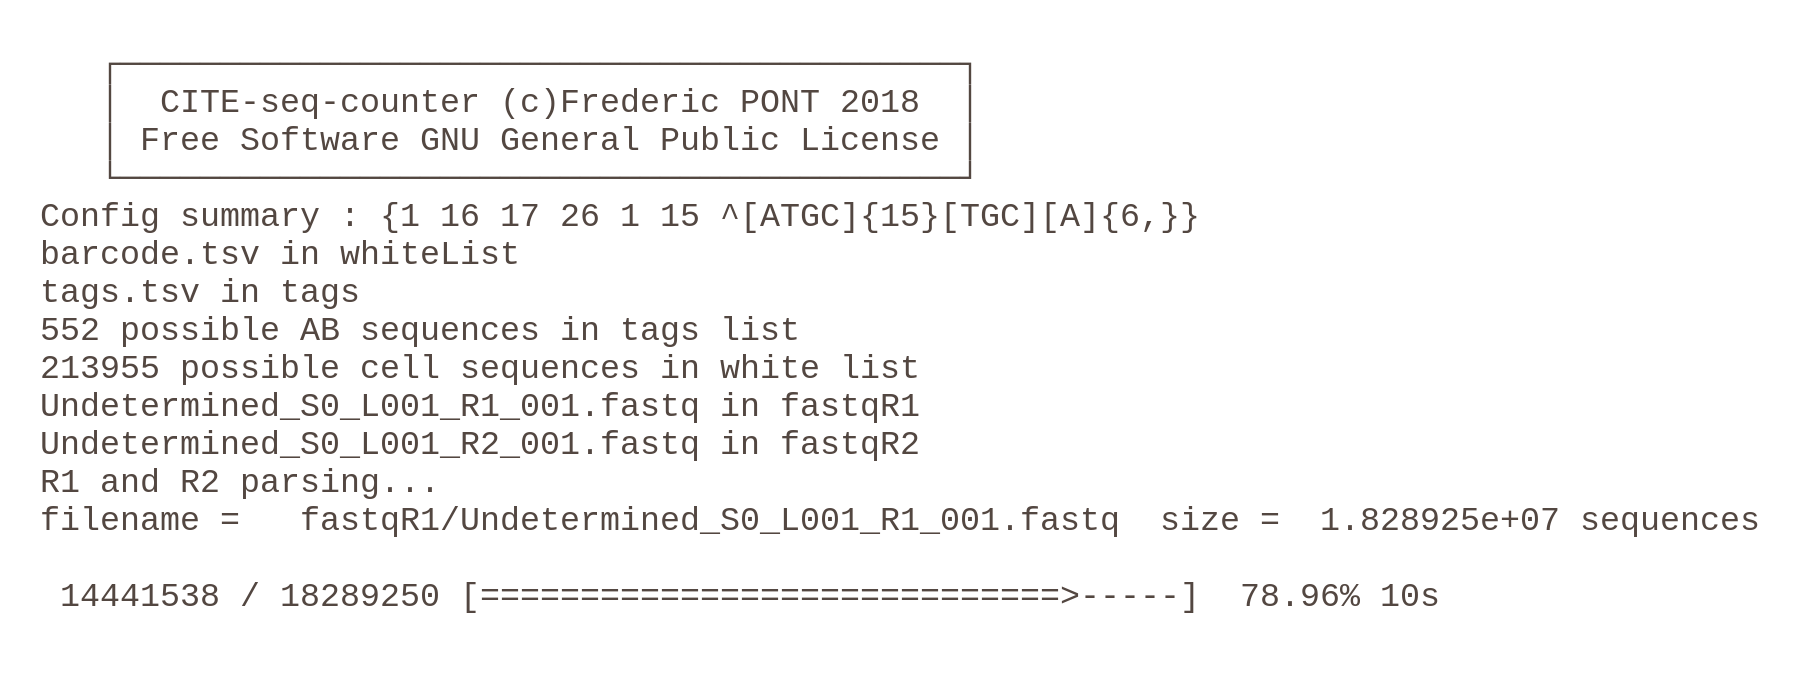 CITE-seq-counter (c)Frederic PONT 2018
Free Software GNU General Public License
Config summary : {1 16 17 26 1 15 ^[ATGC]{15}[TGC][A]{6,}}
barcode.tsv in whiteList
tags.tsv in tags
552 possible AB sequences in tags list
213955 possible cell sequences in white list
Undetermined_S0_L001_R1_001.fastq in fastqR1
Undetermined_S0_L001_R2_001.fastq in fastqR2
R1 and R2 parsing...
filename =   fastqR1/Undetermined_S0_L001_R1_001.fastq  size =  1.828925e+07 sequences
14441538 / 18289250 [=============================>-----]  78.96% 10s